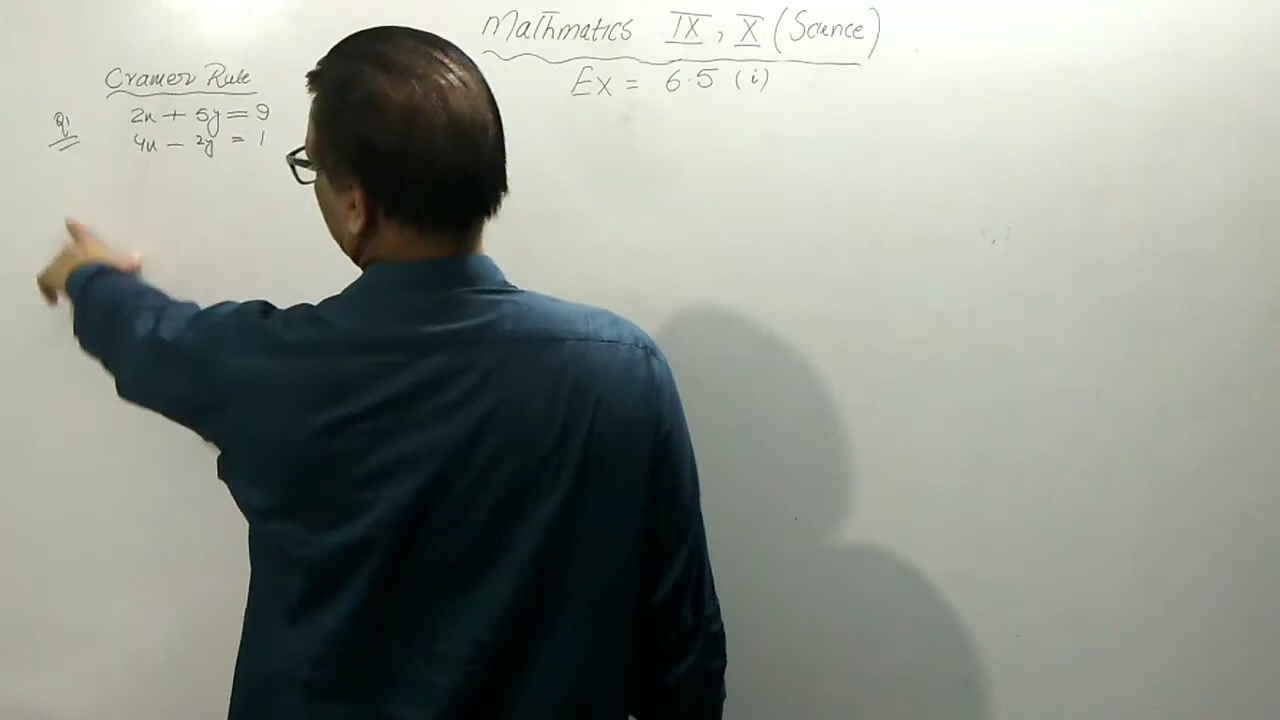 Mathmatics IX, X (Science)
Ex = 6.5 (i)
Cramer Rule
Q1
2x + 5y = 9
4x - 2y = 1